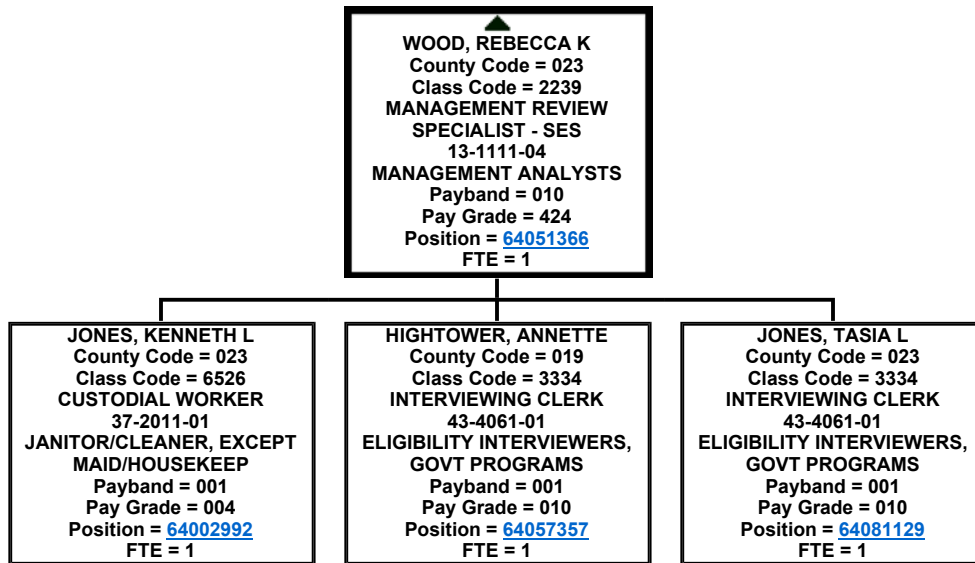 WOOD, REBECCA K
County Code = 023
Class Code = 2239
MANAGEMENT REVIEW
SPECIALIST - SES
13-1111-04
MANAGEMENT ANALYSTS
Payband = 010
Pay Grade = 424
Position = 64051366
FTE = 1
JONES, KENNETH L
County Code = 023
Class Code = 6526
CUSTODIAL WORKER
37-2011-01
JANITOR/CLEANER, EXCEPT
MAID/HOUSEKEEP
Payband = 001
Pay Grade = 004
Position = 64002992
FTE = 1
HIGHTOWER, ANNETTE
County Code = 019
Class Code = 3334
INTERVIEWING CLERK
43-4061-01
ELIGIBILITY INTERVIEWERS,
GOVT PROGRAMS
Payband = 001
Pay Grade = 010
Position = 64057357
FTE = 1
JONES, TASIA L
County Code = 023
Class Code = 3334
INTERVIEWING CLERK
43-4061-01
ELIGIBILITY INTERVIEWERS,
GOVT PROGRAMS
Payband = 001
Pay Grade = 010
Position = 64081129
FTE = 1